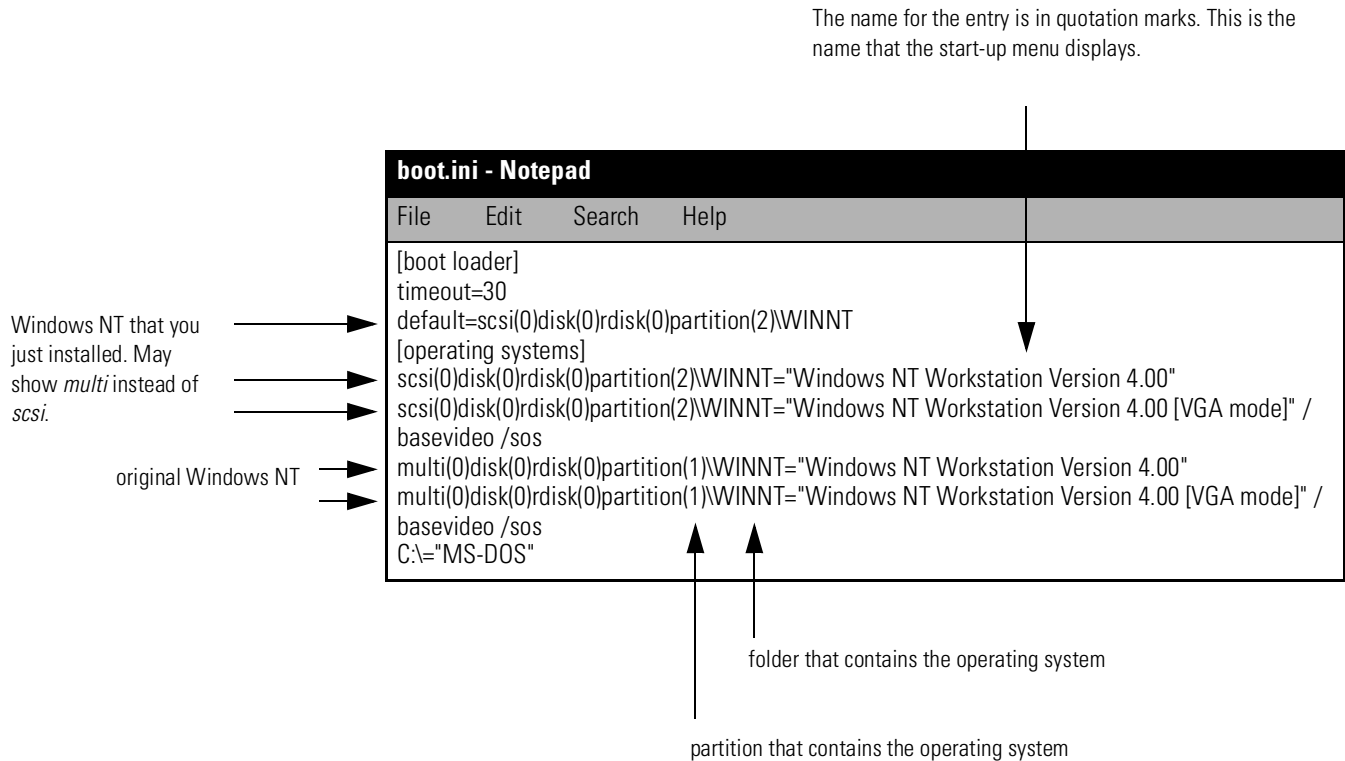 The name for the entry is in quotation marks. This is the
name that the start-up menu displays.
boot.ini - Notepad
File Edit Search Help
[boot loader]
timeout=30
default=scsi(0)disk(0)rdisk(0)partition(2)\WINNT
[operating systems]
scsi(0)disk(0)rdisk(0)partition(2)\WINNT="Windows NT Workstation Version 4.00"
scsi(0)disk(0)rdisk(0)partition(2)\WINNT="Windows NT Workstation Version 4.00 [VGA mode]" /
basevideo /sos
multi(0)disk(0)rdisk(0)partition(1)\WINNT="Windows NT Workstation Version 4.00"
multi(0)disk(0)rdisk(0)partition(1)\WINNT="Windows NT Workstation Version 4.00 [VGA mode]" /
basevideo /sos
C:\="MS-DOS"
Windows NT that you
just installed. May
show multi instead of
scsi.
original Windows NT
folder that contains the operating system
partition that contains the operating system